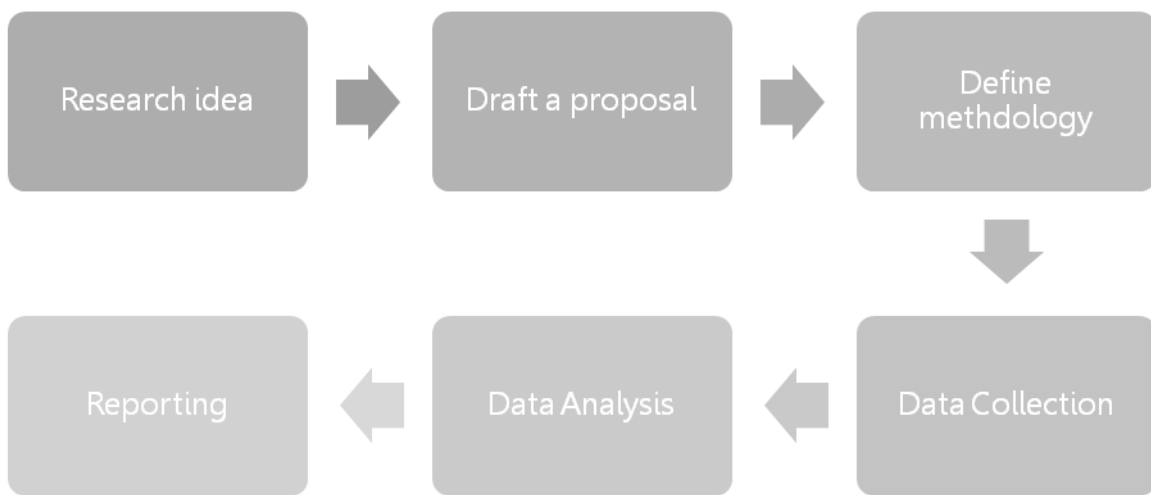 Research idea
Draft a proposal
Define
methdology
Data Collection
Data Analysis
Reporting